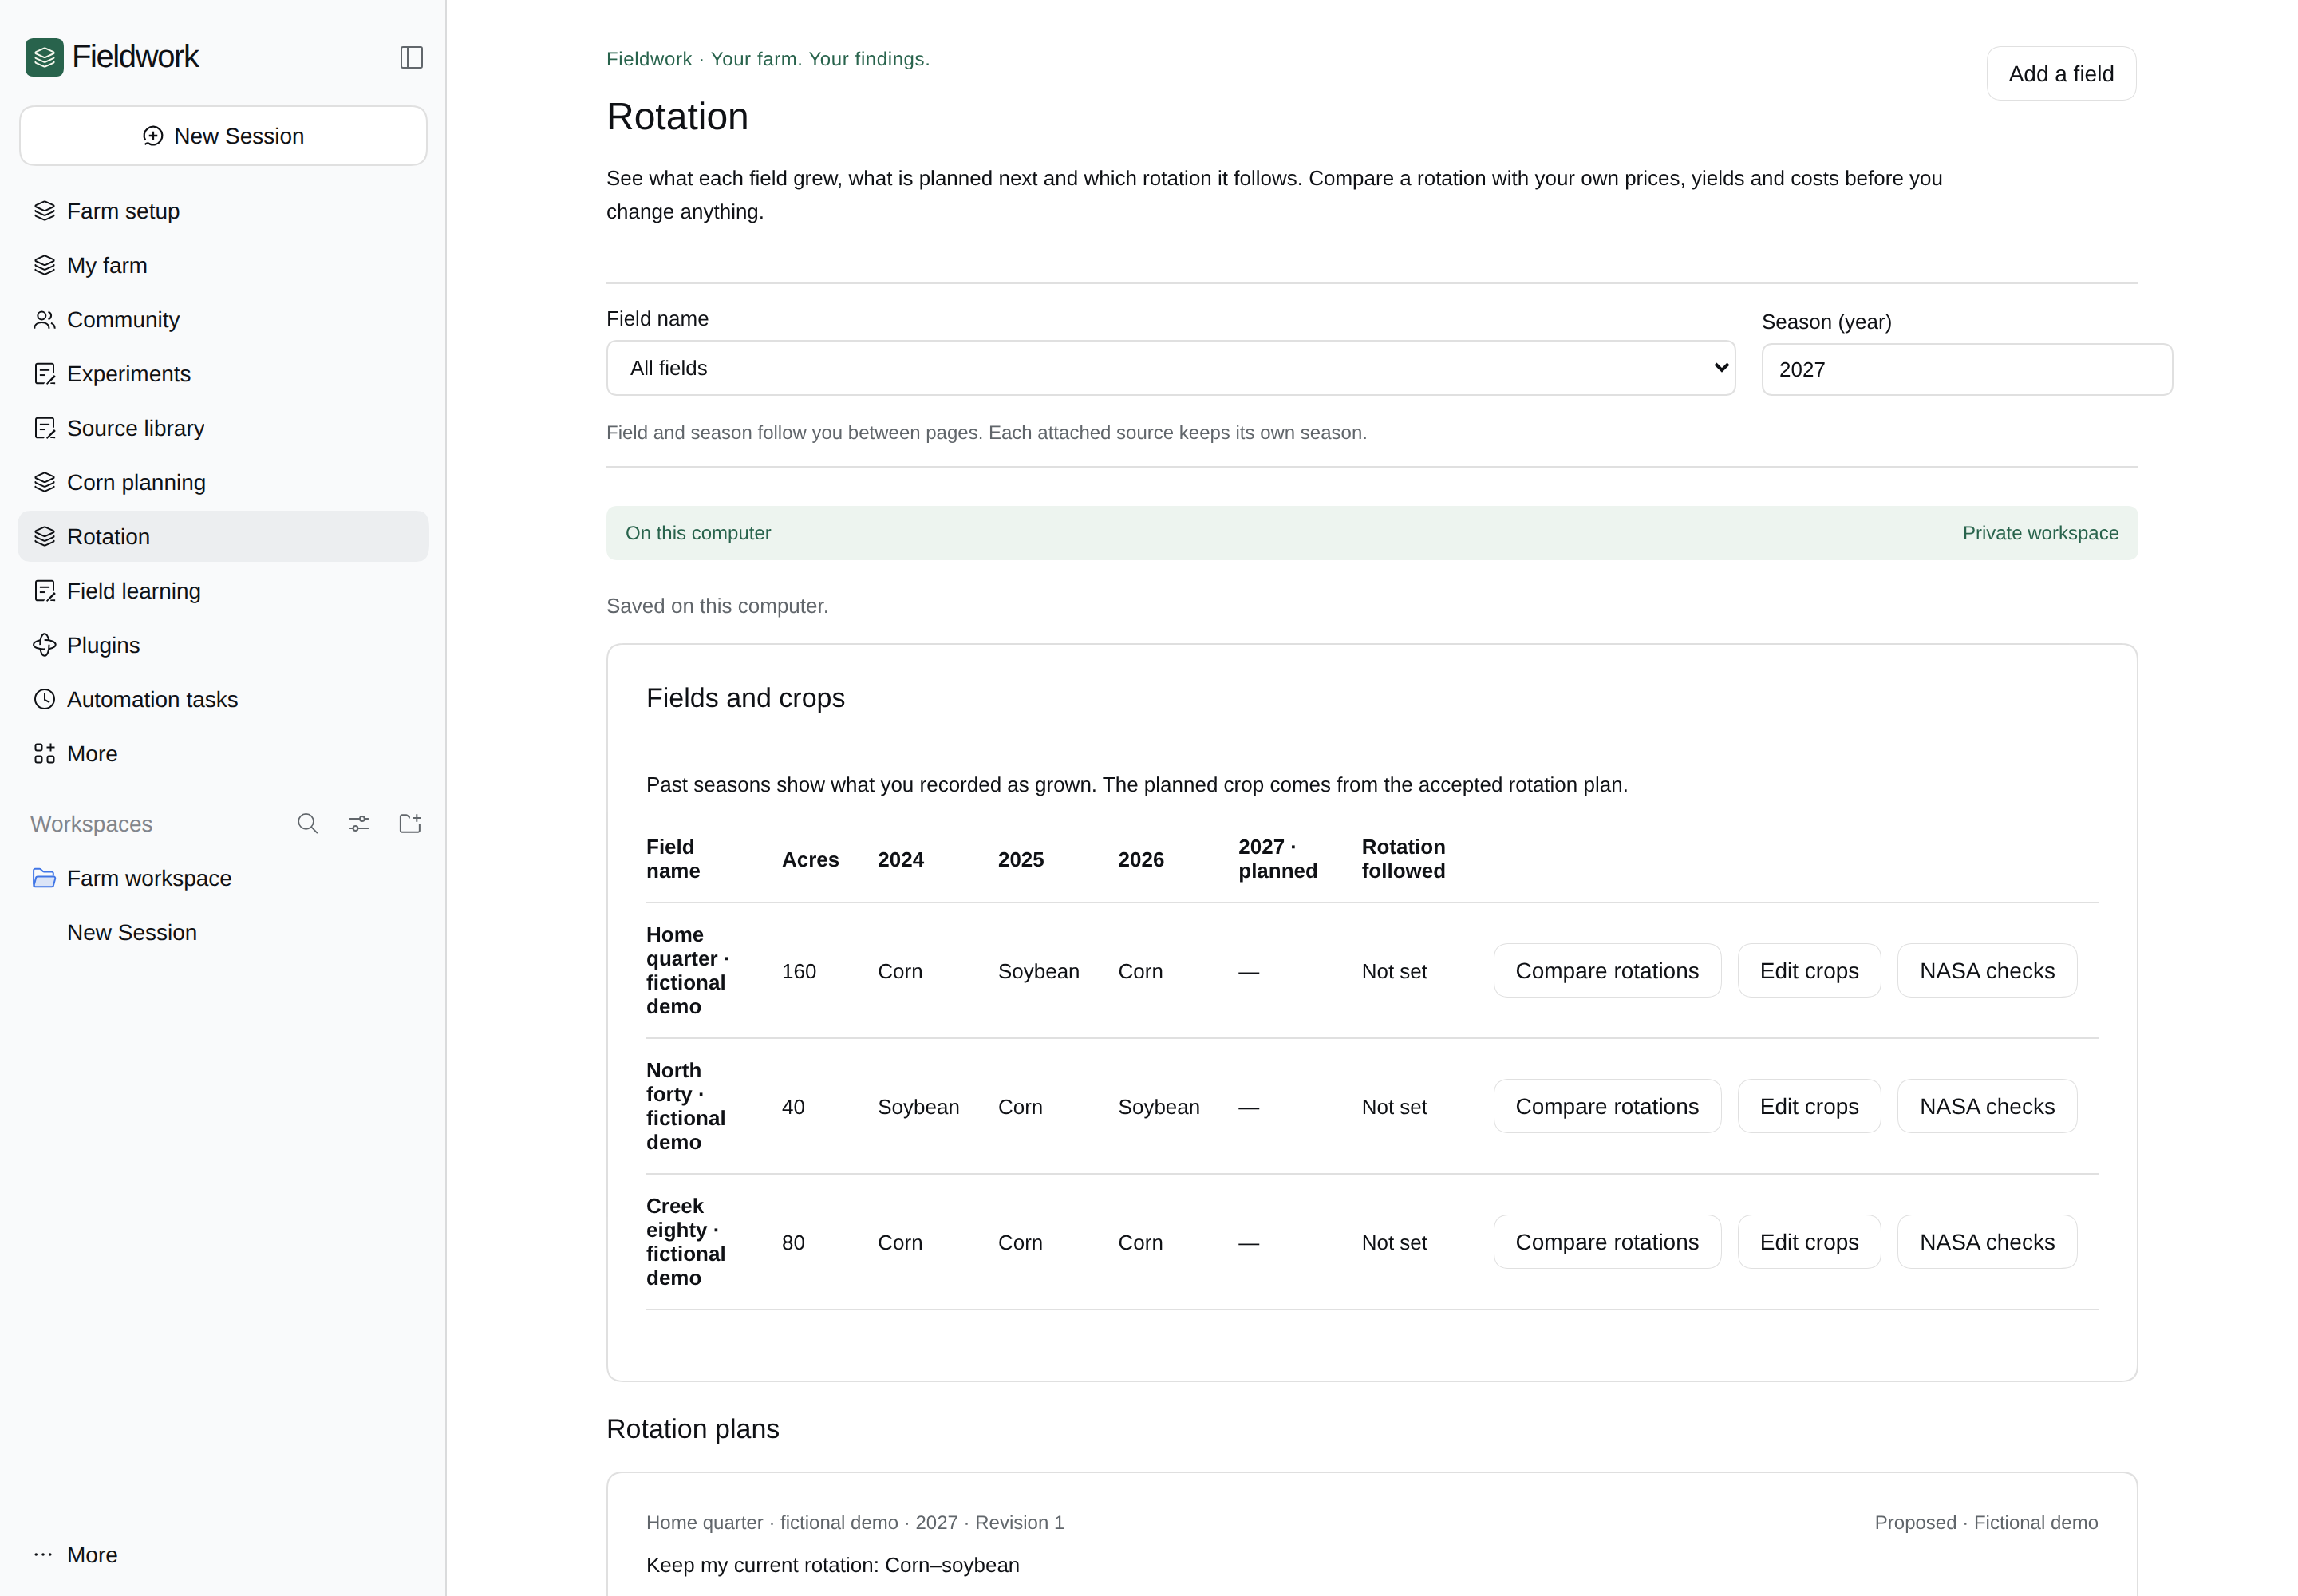 Fieldwork
New Session
Farm setup
My farm
Community
Experiments
Source library
Corn planning
Rotation
Field learning
Plugins
Automation tasks
More
Workspaces
Farm workspace
New Session
More
Fieldwork · Your farm. Your findings.
Add a field
Rotation
See what each field grew, what is planned next and which rotation it follows. Compare a rotation with your own prices, yields and costs before you
change anything.
Field name
Season (year)
All fields
2027
Field and season follow you between pages. Each attached source keeps its own season.
On this computer
Private workspace
Saved on this computer.
Fields and crops
Past seasons show what you recorded as grown. The planned crop comes from the accepted rotation plan.
Field name Acres 2024 2025 2026 2027 · planned Rotation followed
Home quarter · fictional demo 160 Corn Soybean Corn — Not set Compare rotations Edit crops NASA checks
North forty · fictional demo 40 Soybean Corn Soybean — Not set Compare rotations Edit crops NASA checks
Creek eighty · fictional demo 80 Corn Corn Corn — Not set Compare rotations Edit crops NASA checks
Rotation plans
Home quarter · fictional demo · 2027 · Revision 1
Proposed · Fictional demo
Keep my current rotation: Corn–soybean